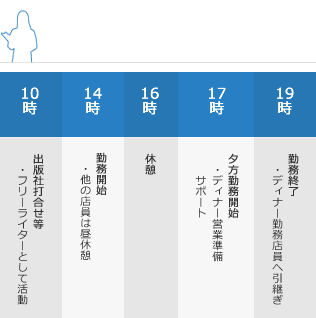 10時
出版社打合せ等
・フリーライターとして活動
14時
勤務開始
・他の店員は昼休憩
16時
休憩
17時
夕方勤務開始
・ディナー営業準備
サポート
19時
勤務終了
・ディナー勤務店員へ引継ぎ